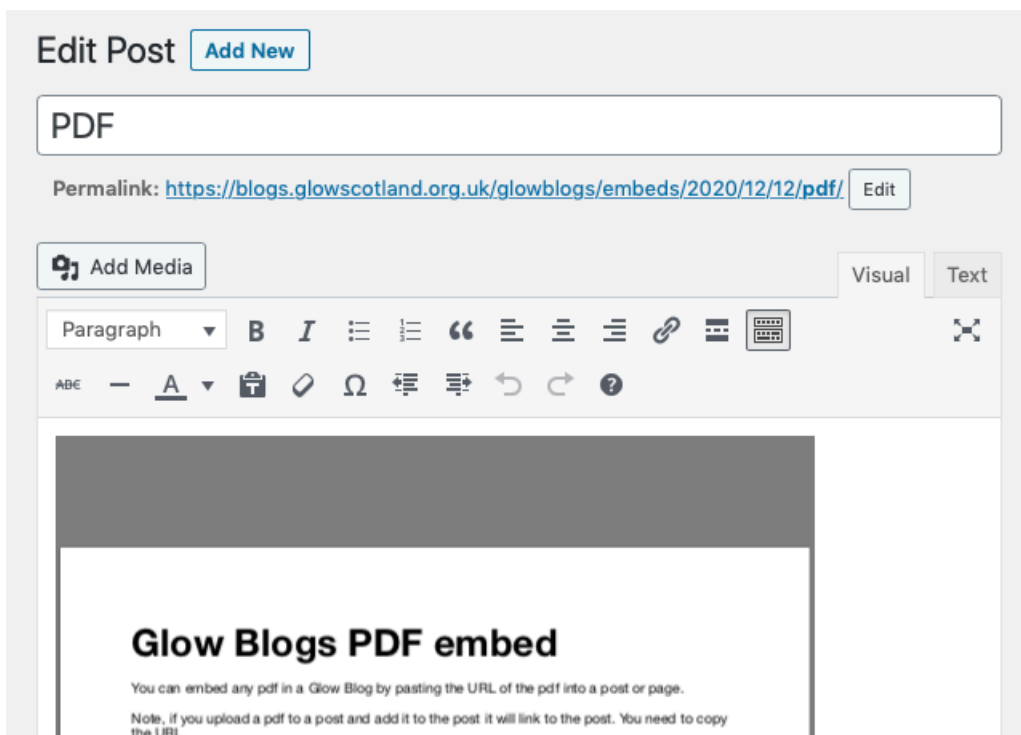 Edit Post Add New
PDF
Permalink: https://blogs.glowscotland.org.uk/glowblogs/embeds/2020/12/12/pdf/ Edit
Add Media
Visual Text
Paragraph B I
ABC A T Ω ?
Glow Blogs PDF embed
You can embed any pdf in a Glow Blog by pasting the URL of the pdf into a post or page.
Note, if you upload a pdf to a post and add it to the post it will link to the post. You need to copy
the URL